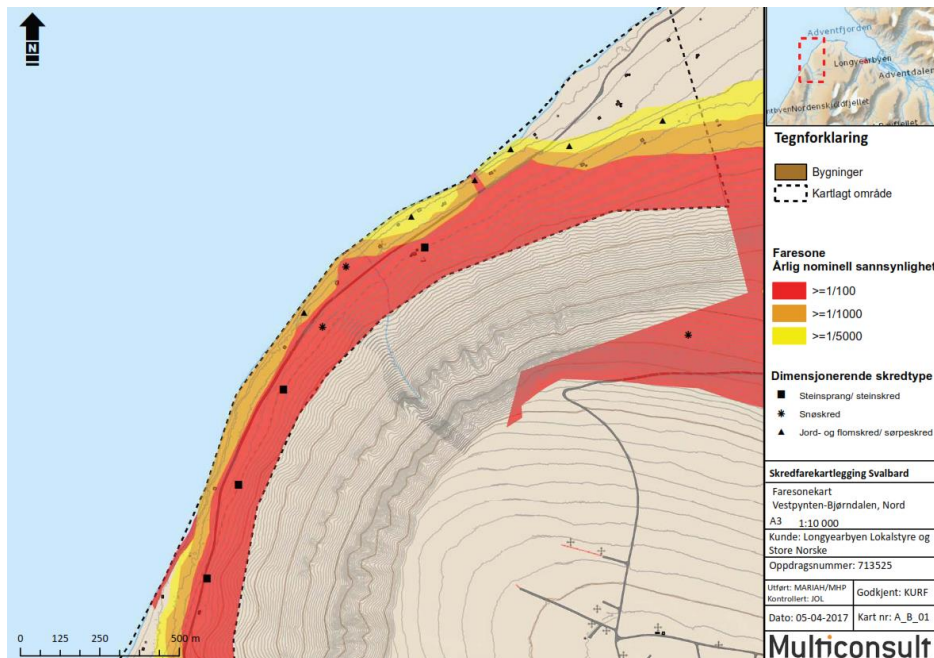 N
Adventfjorden
Longyearbyen
Adventdalen
Nordenskiöldfjellet
Tegnforklaring
Bygninger
Kartlagt område
Faresone
Årlig nominell sannsynlighet
>=1/100
>=1/1000
>=1/5000
Dimensjonerende skredtype
Steinsprang/ steinskred
Snøskred
Jord- og flomskred/ sørpeskred
Skredfarekartlegging Svalbard
Faresonekart
Vestpynten-Bjørndalen, Nord
A3 1:10 000
Kunde: Longyearbyen Lokalstyre og
Store Norske
Oppdragsnummer: 713525
Utført: MARIAH/MHP
Kontrollert: JOL
Godkjent: KURF
Dato: 05-04-2017
Kart nr: A_B_01
Multiconsult
0 125 250 500 m